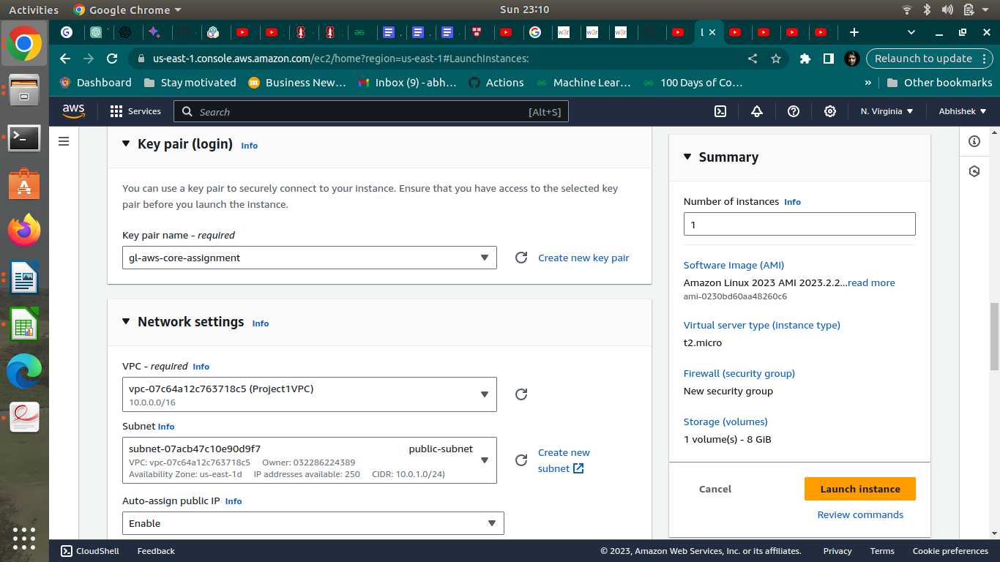 Activities
Google Chrome
Sun 23:10
us-east-1.console.aws.amazon.com/ec2/home?region=us-east-1#LaunchInstances:
Relaunch to update
Dashboard
Stay motivated
Business New…
Inbox (9) - abh…
Actions
Machine Lear…
100 Days of Co…
»
Other bookmarks
aws
Services
Search
[Alt+S]
N. Virginia
Abhishek
Key pair (login) Info
You can use a key pair to securely connect to your instance. Ensure that you have access to the selected key
pair before you launch the instance.
Key pair name - required
gl-aws-core-assignment
Create new key pair
Network settings Info
VPC - required Info
vpc-07c64a12c763718c5 (Project1VPC)
10.0.0.0/16
Subnet Info
subnet-07acb47c10e90d9f7 public-subnet
VPC: vpc-07c64a12c763718c5 Owner: 032286224389
Availability Zone: us-east-1d IP addresses available: 250 CIDR: 10.0.1.0/24)
Create new
subnet
Auto-assign public IP Info
Enable
Summary
Number of instances Info
1
Software Image (AMI)
Amazon Linux 2023 AMI 2023.2.2...read more
ami-0230bd60aa48260c6
Virtual server type (instance type)
t2.micro
Firewall (security group)
New security group
Storage (volumes)
1 volume(s) - 8 GiB
Cancel
Launch instance
Review commands
CloudShell
Feedback
© 2023, Amazon Web Services, Inc. or its affiliates.
Privacy
Terms
Cookie preferences